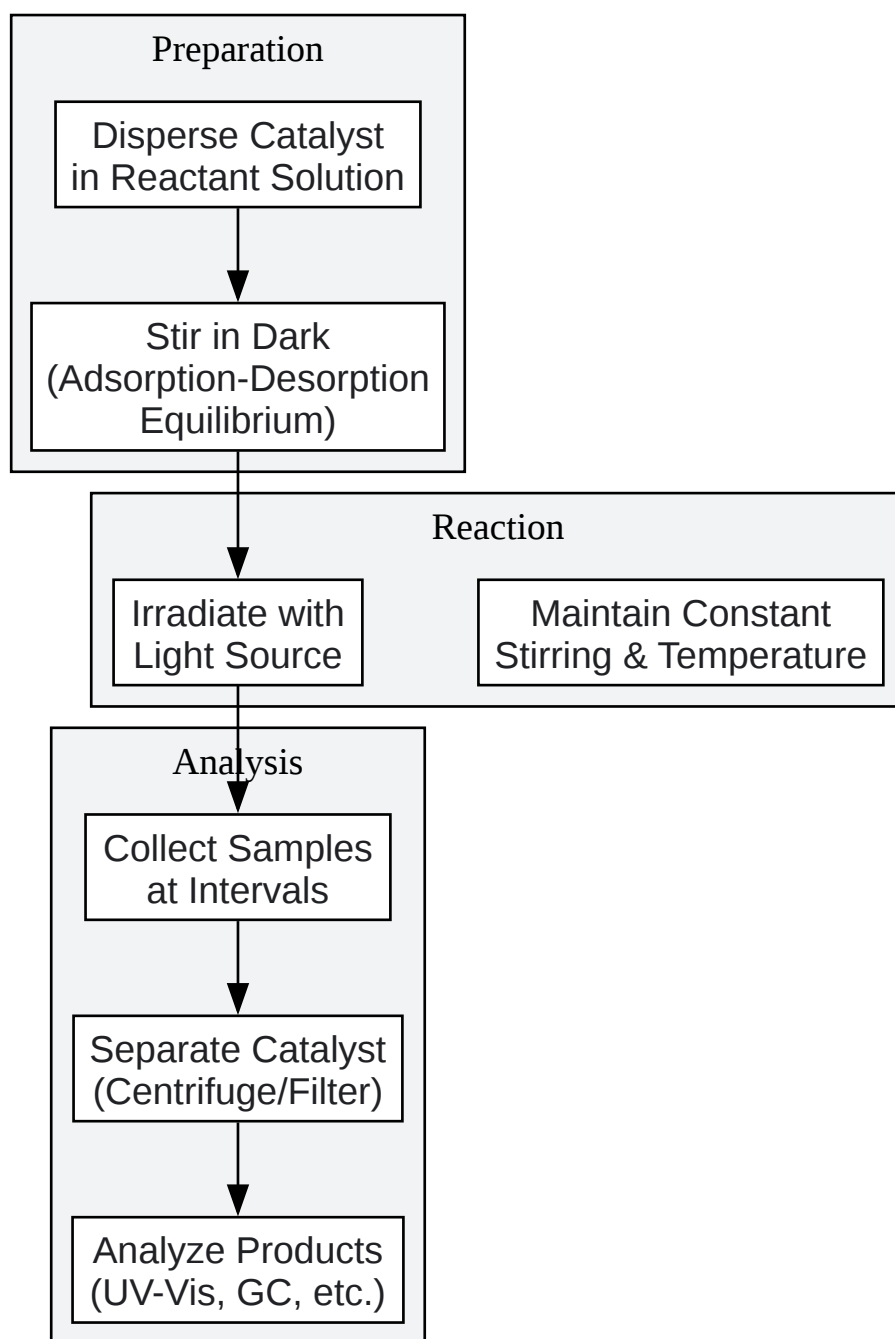 Preparation
Disperse Catalyst
in Reactant Solution
Stir in Dark
(Adsorption-Desorption
Equilibrium)
Reaction
Irradiate with
Light Source
Maintain Constant
Stirring & Temperature
Analysis
Collect Samples
at Intervals
Separate Catalyst
(Centrifuge/Filter)
Analyze Products
(UV-Vis, GC, etc.)